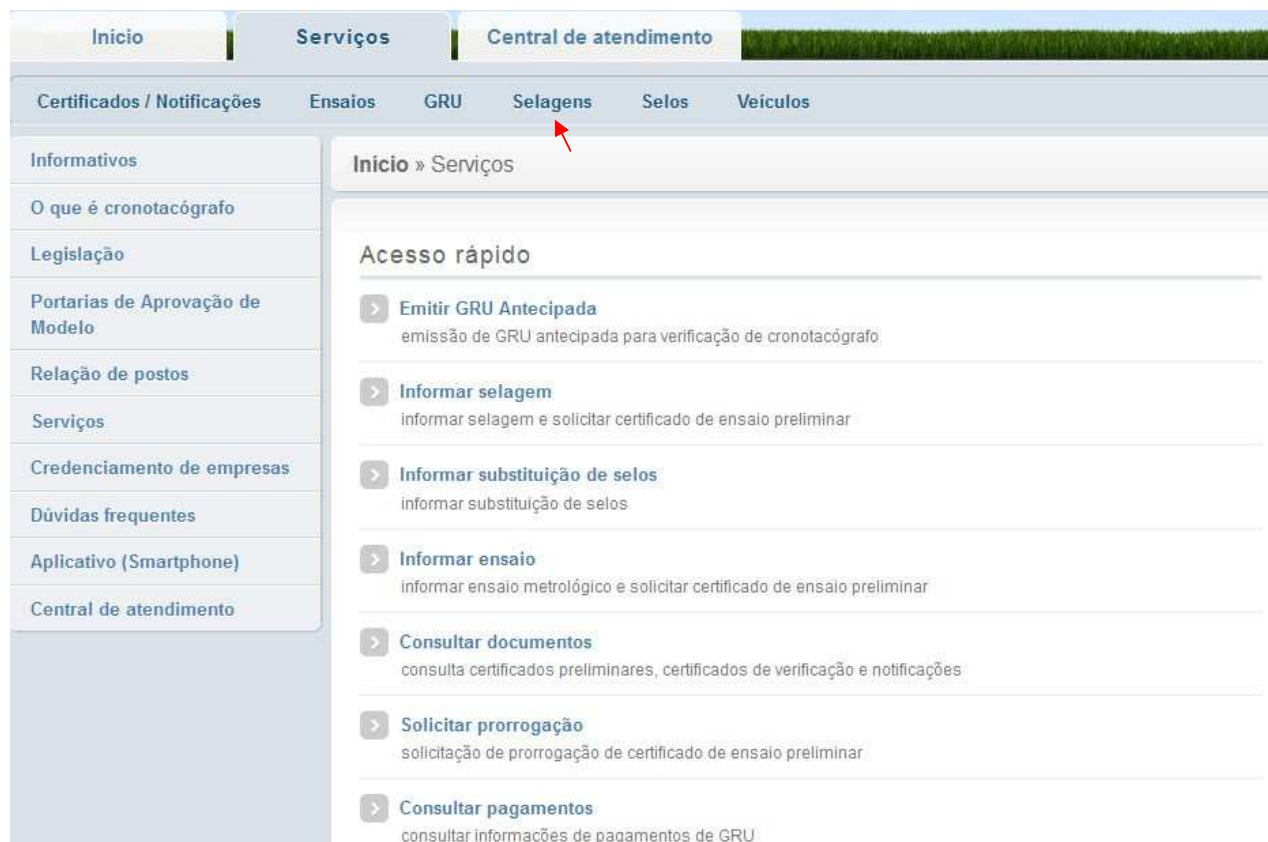 Inicio
Serviços
Central de atendimento
Certificados / Notificações
Ensaios
GRU
Selagens
Selos
Veículos
Informativos
O que é cronotacógrafo
Legislação
Portarias de Aprovação de
Modelo
Relação de postos
Serviços
Credenciamento de empresas
Dúvidas frequentes
Aplicativo (Smartphone)
Central de atendimento
Início » Serviços
Acesso rápido
Emitir GRU Antecipada
emissão de GRU antecipada para verificação de cronotacógrafo
Informar selagem
informar selagem e solicitar certificado de ensaio preliminar
Informar substituição de selos
informar substituição de selos
Informar ensaio
informar ensaio metrológico e solicitar certificado de ensaio preliminar
Consultar documentos
consulta certificados preliminares, certificados de verificação e notificações
Solicitar prorrogação
solicitação de prorrogação de certificado de ensaio preliminar
Consultar pagamentos
consultar informações de pagamentos de GRU